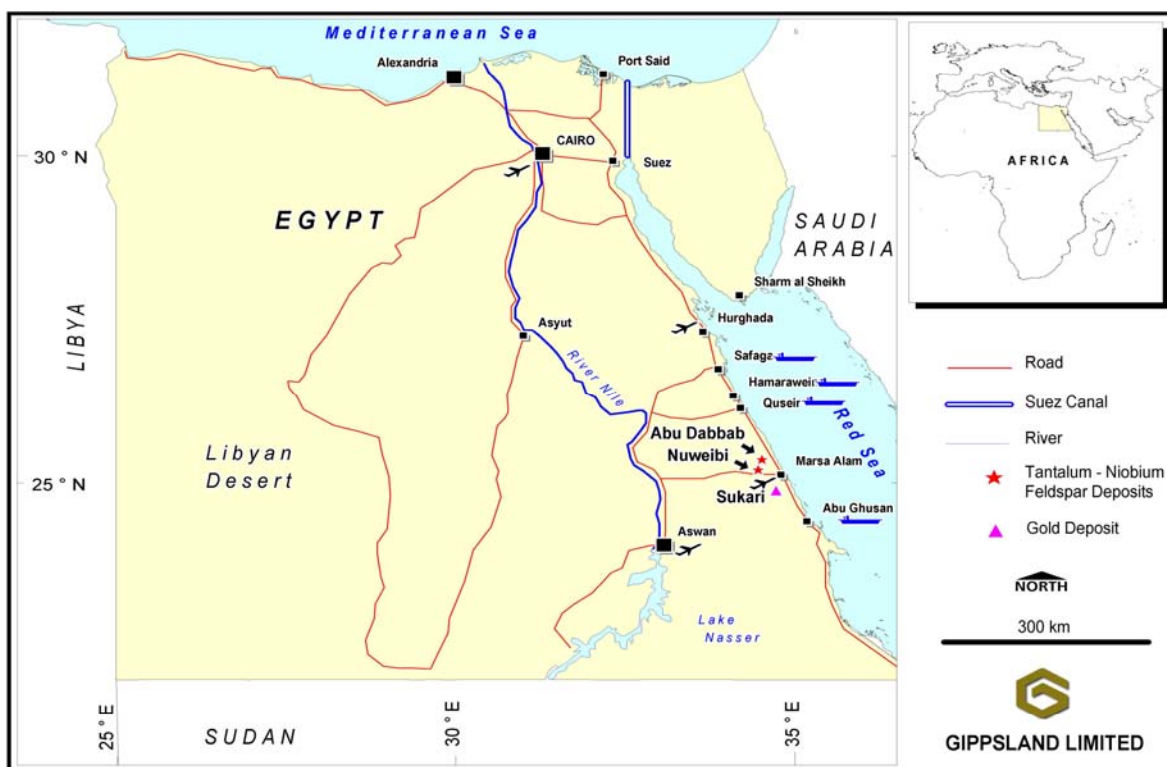 Mediterranean Sea
Alexandria
Port Said
CAIRO
30 ° N
Suez
EGYPT
SAUDI
ARABIA
LIBYA
Sharm al Sheikh
Hurghada
Asyut
River Nile
Safaga
Hamarawein
Quseir
Red Sea
Abu Dabbab
Nuweibi
Libyan
Desert
25 ° N
Marsa Alam
Sukari
Abu Ghusan
Aswan
Lake
Nasser
25 ° E
30 ° E
35 ° E
SUDAN
AFRICA
Road
Suez Canal
River
Tantalum - Niobium
Feldspar Deposits
Gold Deposit
NORTH
300 km
G
GIPPSLAND LIMITED